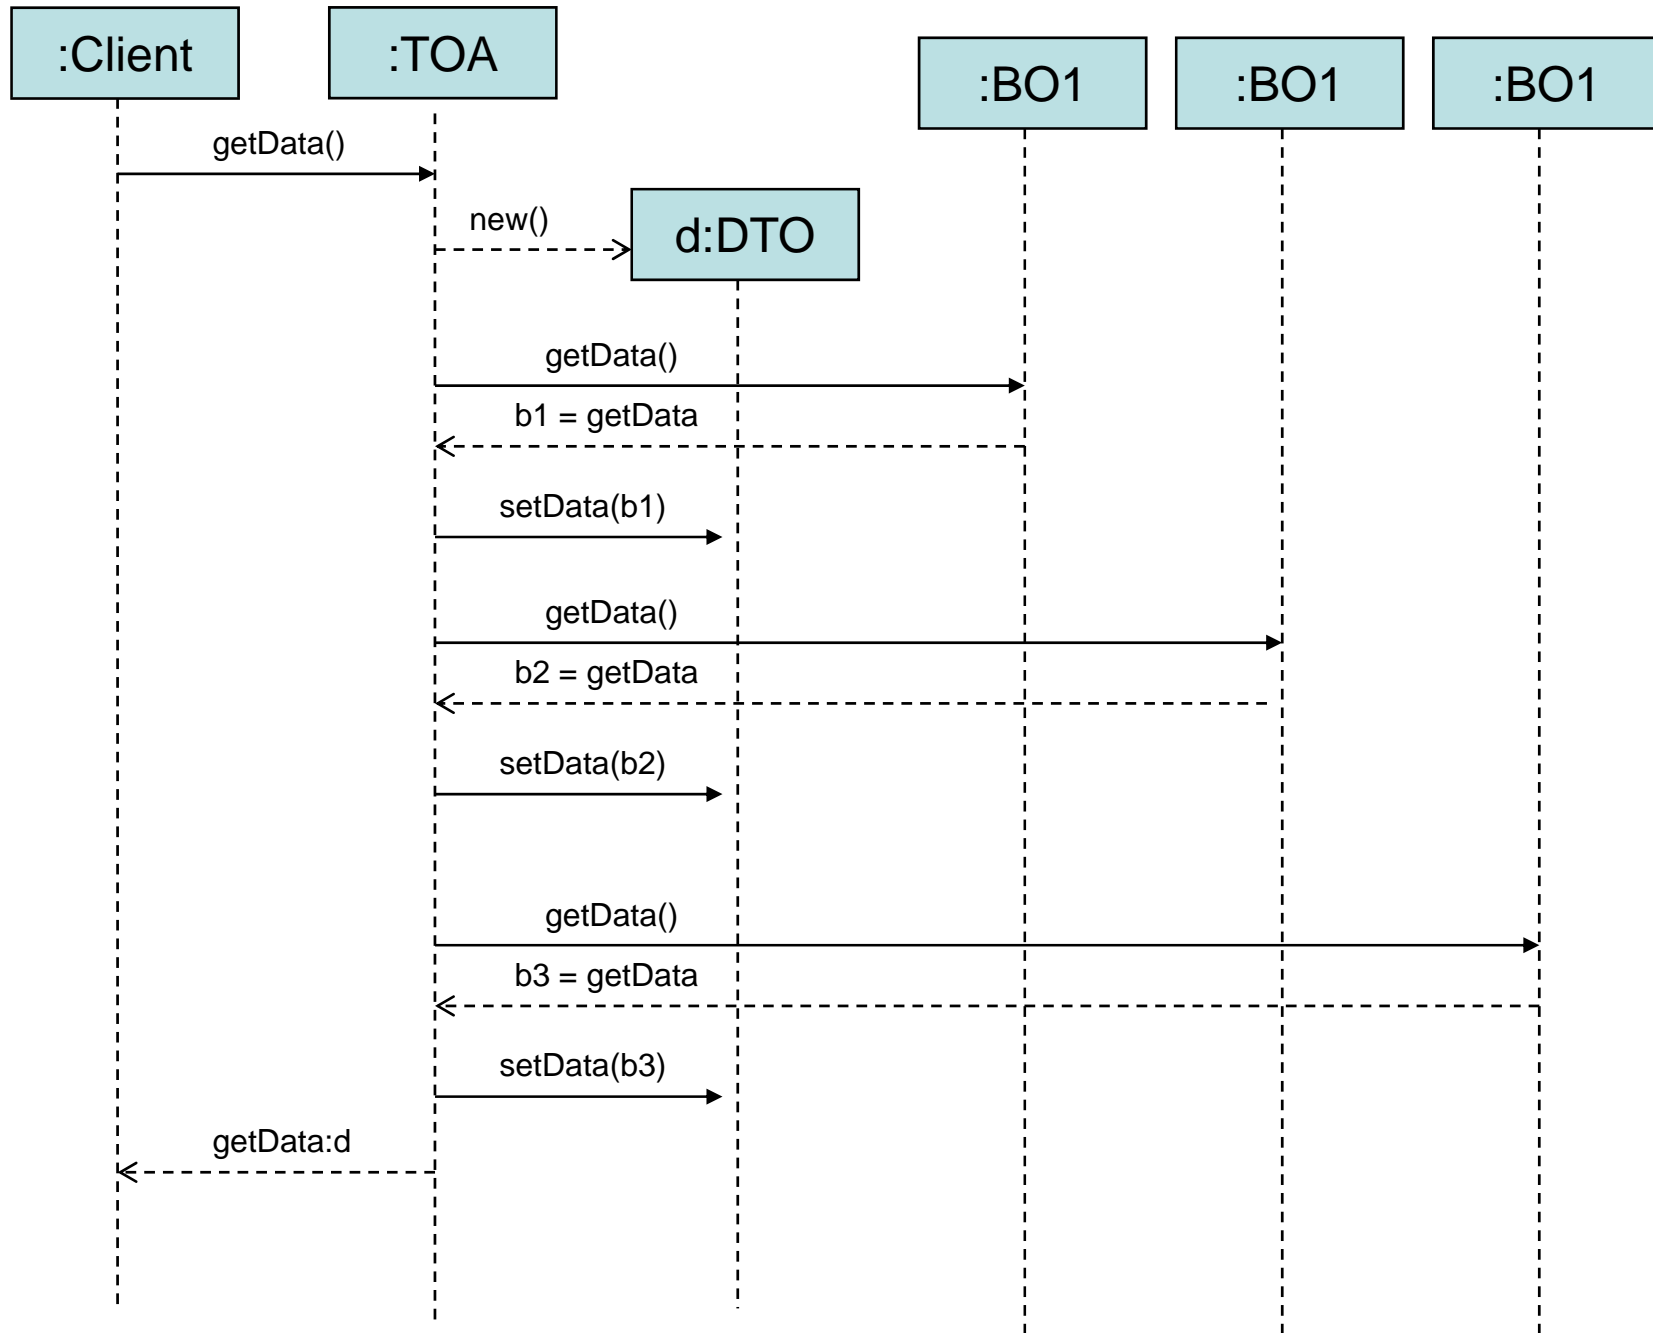 :Client
:TOA
:BO1
:BO1
:BO1
getData()
new()
d:DTO
getData()
b1 = getData
setData(b1)
getData()
b2 = getData
setData(b2)
getData()
b3 = getData
setData(b3)
getData:d